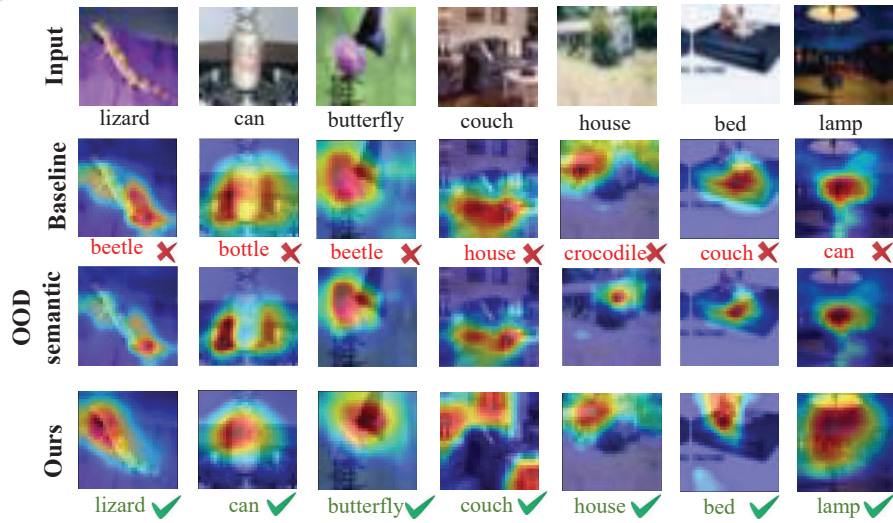 Input
lizard can butterfly couch house bed lamp
Baseline
beetle bottle beetle house crocodile couch can
OOD
semantic
Ours
lizard can butterfly couch house bed lamp